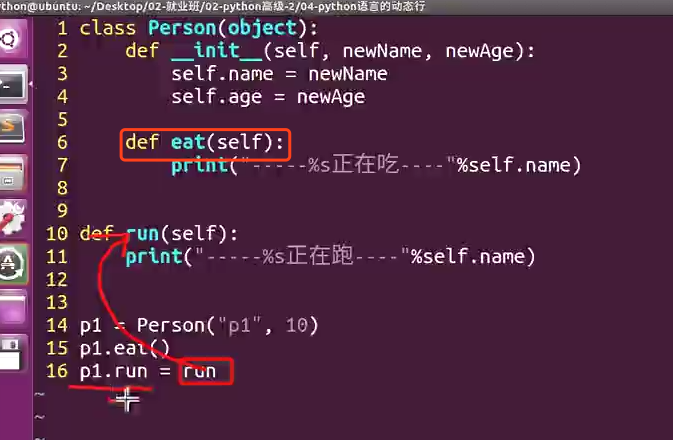 ython@ubuntu: ~/Desktop/02-就业班/02-python高级-2/04-python语言的动态行
1 class Person(object):
2     def __init__(self, newName, newAge):
3         self.name = newName
4         self.age = newAge
5
6     def eat(self):
7         print("-----%s正在吃----"%self.name)
8
9
10 def run(self):
11     print("-----%s正在跑----"%self.name)
12
13
14 p1 = Person("p1", 10)
15 p1.eat()
16 p1.run = run
~
~